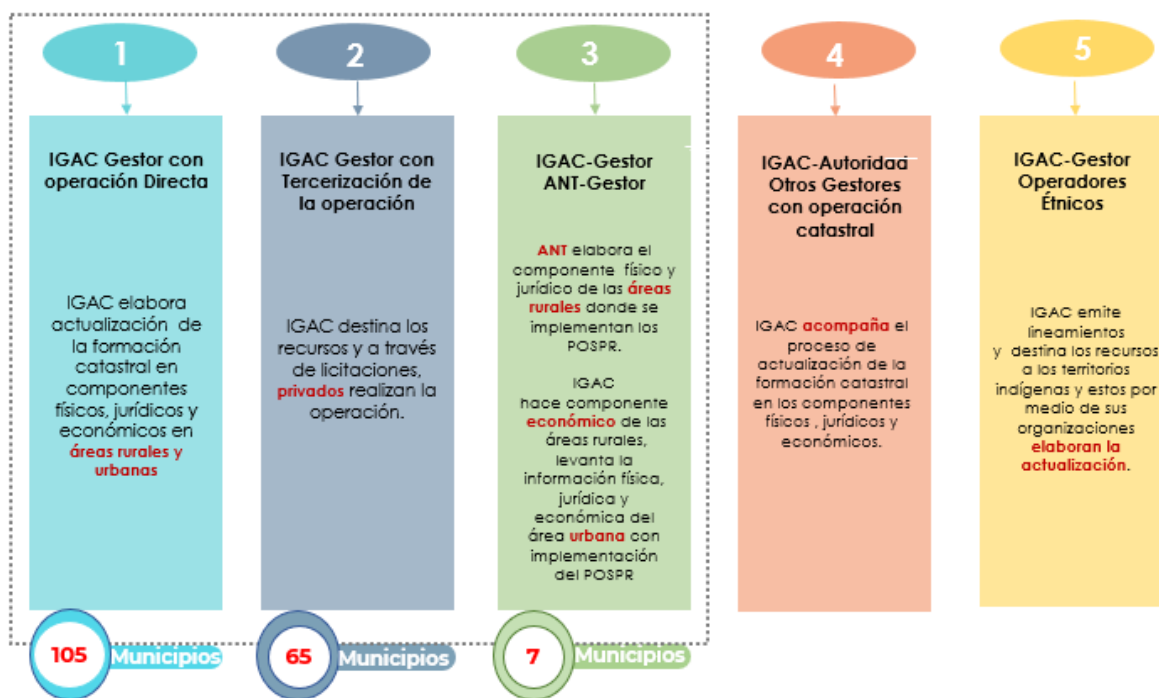 1
IGAC Gestor con
operación Directa
IGAC elabora
actualización de
la formación
catastral en
componentes
físicos, jurídicos y
económicos en
áreas rurales y
urbanas
105 Municipios
2
IGAC Gestor con
Tercerización de
la operación
IGAC destina los
recursos y a través
de licitaciones,
privados realizan la
operación.
65 Municipios
3
IGAC-Gestor
ANT-Gestor
ANT elabora el
componente físico y
jurídico de las áreas
rurales donde se
implementan los
POSPR.
IGAC
hace componente
económico de las
áreas rurales,
levanta la
información física,
jurídica y
económica del
área urbana con
implementación
del POSPR
7 Municipios
4
IGAC-Autoridad
Otros Gestores
con operación
catastral
IGAC acompaña el
proceso de
actualización de la
formación catastral
en los componentes
físicos , jurídicos y
económicos.
5
IGAC-Gestor
Operadores
Étnicos
IGAC emite
lineamientos
y destina los recursos
a los territorios
indígenas y estos por
medio de sus
organizaciones
elaboran la
actualización.